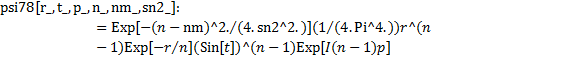 psi78[r_,t_,p_,n_,nm_,sn2_]:
= Exp[−(n − nm)^2./(4. sn2^2. )](1/(4. Pi^4. ))r^(n
− 1)Exp[−r/n](Sin[t])^(n − 1)Exp[I(n − 1)p]